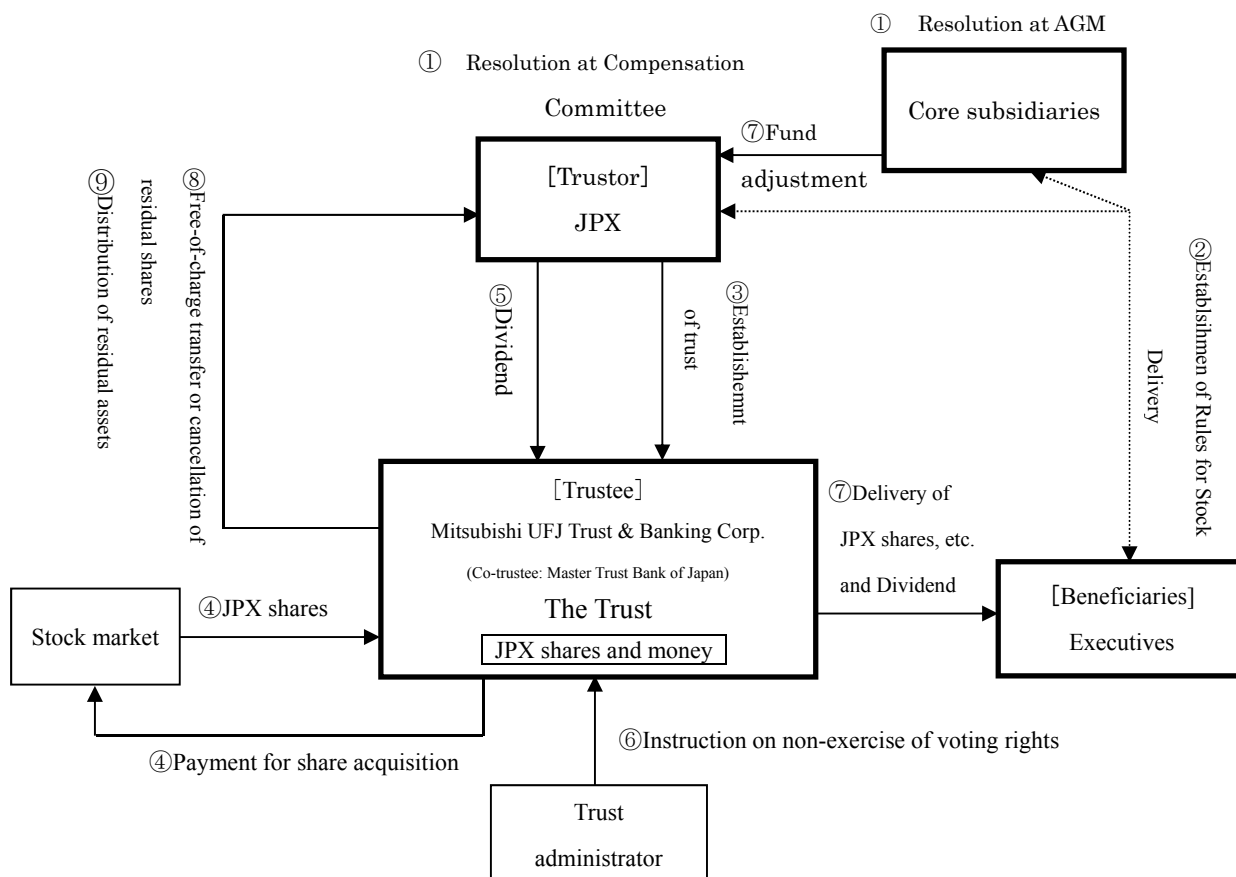 ① Resolution at AGM
① Resolution at Compensation
Committee
Core subsidiaries
⑦Fund
adjustment
[Trustor]
JPX
⑨Distribution of residual assets
⑧Free-of-charge transfer or cancellation of
residual shares
⑤Dividend
③Establishemnt
of trust
②Establsihmen of Rules for Stock
Delivery
[Trustee]
Mitsubishi UFJ Trust & Banking Corp.
(Co-trustee: Master Trust Bank of Japan)
The Trust
JPX shares and money
⑦Delivery of
JPX shares, etc.
and Dividend
[Beneficiaries]
Executives
Stock market
④JPX shares
④Payment for share acquisition
⑥Instruction on non-exercise of voting rights
Trust
administrator